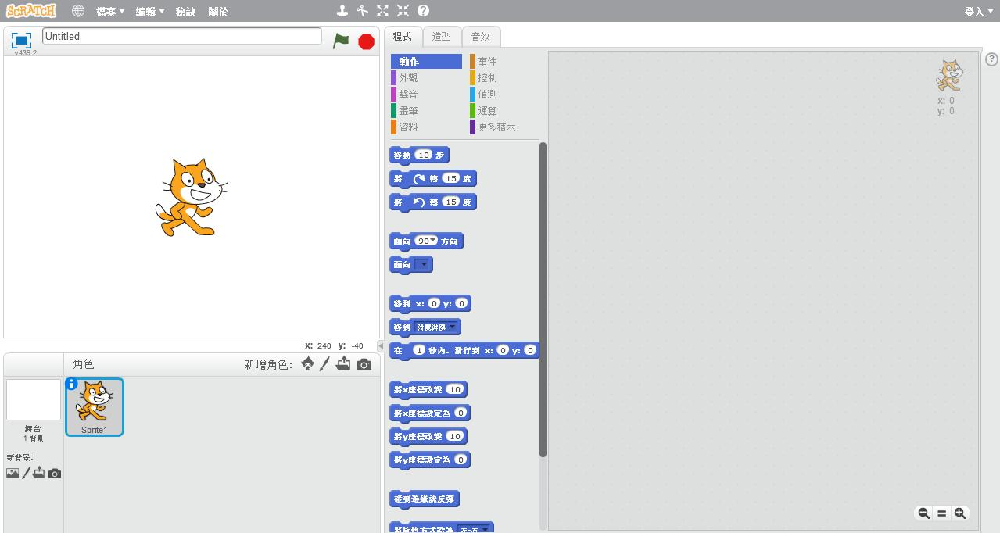 SCRATCH 檔案 編輯 秘訣 關於 登入
v439.2 Untitled
程式 造型 音效
動作 事件
外觀 控制
聲音 偵測
畫筆 運算
資料 更多積木
x: 0
y: 0
移動 10 步
將 轉 15 度
將 轉 15 度
面向 90 方向
面向
移到 x: 0 y: 0
移到 滑鼠游標
在 1 秒內, 滑行到 x: 0 y: 0
將x座標改變 10
將x座標設定為 0
將y座標改變 10
將y座標設定為 0
碰到邊緣就反彈
將旋轉方式設為 左-右
x: 240 y: -40
角色 新增角色:
Sprite1
舞台
1 背景
新背景: